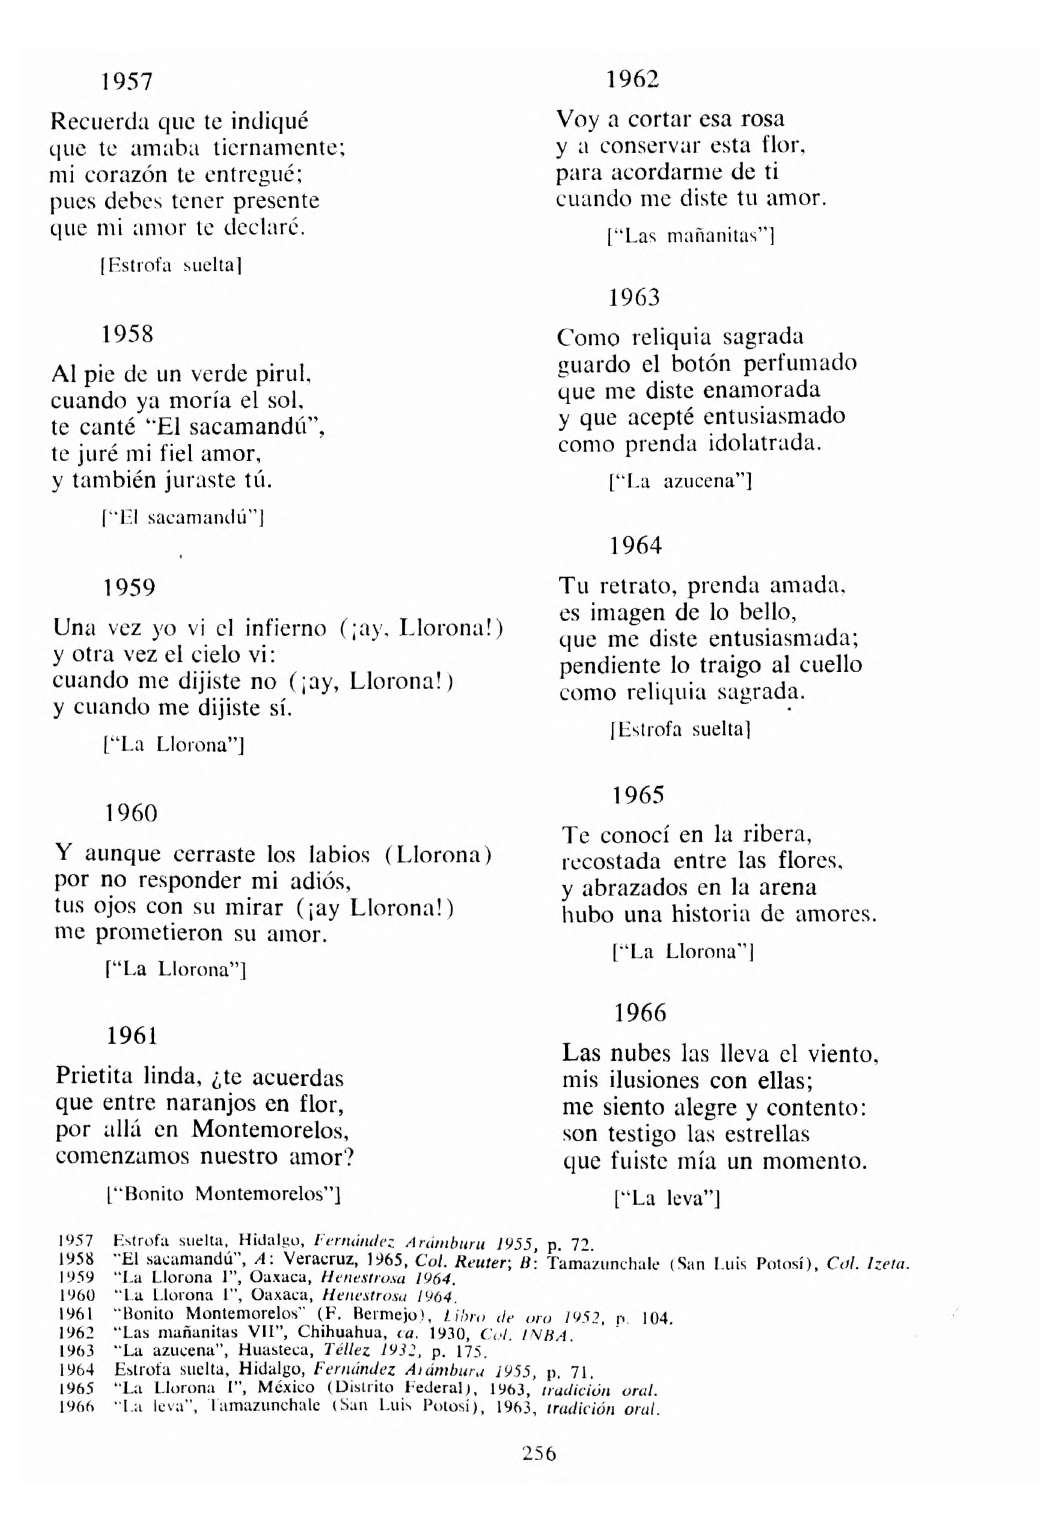 1957
Recuerda que te indiqué
que te amaba tiernamente;
mi corazón te entregué;
pues debes tener presente
que mi amor te declaré.
[Estrofa suelta]
1958
Al pie de un verde pirul,
cuando ya moría el sol,
te canté “El sacamandú”,
te juré mi fiel amor,
y también juraste tú.
[“El sacamandú”]
1959
Una vez yo vi el infierno (¡ay, Llorona!)
y otra vez el cielo vi:
cuando me dijiste no (¡ay, Llorona!)
y cuando me dijiste sí.
[“La Llorona”]
1960
Y aunque cerraste los labios (Llorona)
por no responder mi adiós,
tus ojos con su mirar (¡ay Llorona!)
me prometieron su amor.
[“La Llorona”]
1961
Prietita linda, ¿te acuerdas
que entre naranjos en flor,
por allá en Montemorelos,
comenzamos nuestro amor?
[“Bonito Montemorelos”]
1962
Voy a cortar esa rosa
y a conservar esta flor,
para acordarme de ti
cuando me diste tu amor.
[“Las mañanitas”]
1963
Como reliquia sagrada
guardo el botón perfumado
que me diste enamorada
y que acepté entusiasmado
como prenda idolatrada.
[“La azucena”]
1964
Tu retrato, prenda amada,
es imagen de lo bello,
que me diste entusiasmada;
pendiente lo traigo al cuello
como reliquia sagrada.
[Estrofa suelta]
1965
Te conocí en la ribera,
recostada entre las flores,
y abrazados en la arena
hubo una historia de amores.
[“La Llorona”]
1966
Las nubes las lleva el viento,
mis ilusiones con ellas;
me siento alegre y contento:
son testigo las estrellas
que fuiste mía un momento.
[“La leva”]
1957 Estrofa suelta, Hidalgo, Fernández Arámburu 1955, p. 72.
1958 “El sacamandú”, A: Veracruz, 1965, Col. Reuter; B: Tamazunchale (San Luis Potosí), Col. Izeta.
1959 “La Llorona I”, Oaxaca, Henestrosa 1964.
1960 “La Llorona I”, Oaxaca, Henestrosa 1964.
1961 “Bonito Montemorelos” (F. Bermejo), Libro de oro 1952, p. 104.
1962 “Las mañanitas VII”, Chihuahua, ca. 1930, Col. INBA.
1963 “La azucena”, Huasteca, Téllez 1932, p. 175.
1964 Estrofa suelta, Hidalgo, Fernández Arámburu 1955, p. 71.
1965 “La Llorona I”, México (Distrito Federal), 1963, tradición oral.
1966 “La leva”, Tamazunchale (San Luis Potosí), 1963, tradición oral.
256